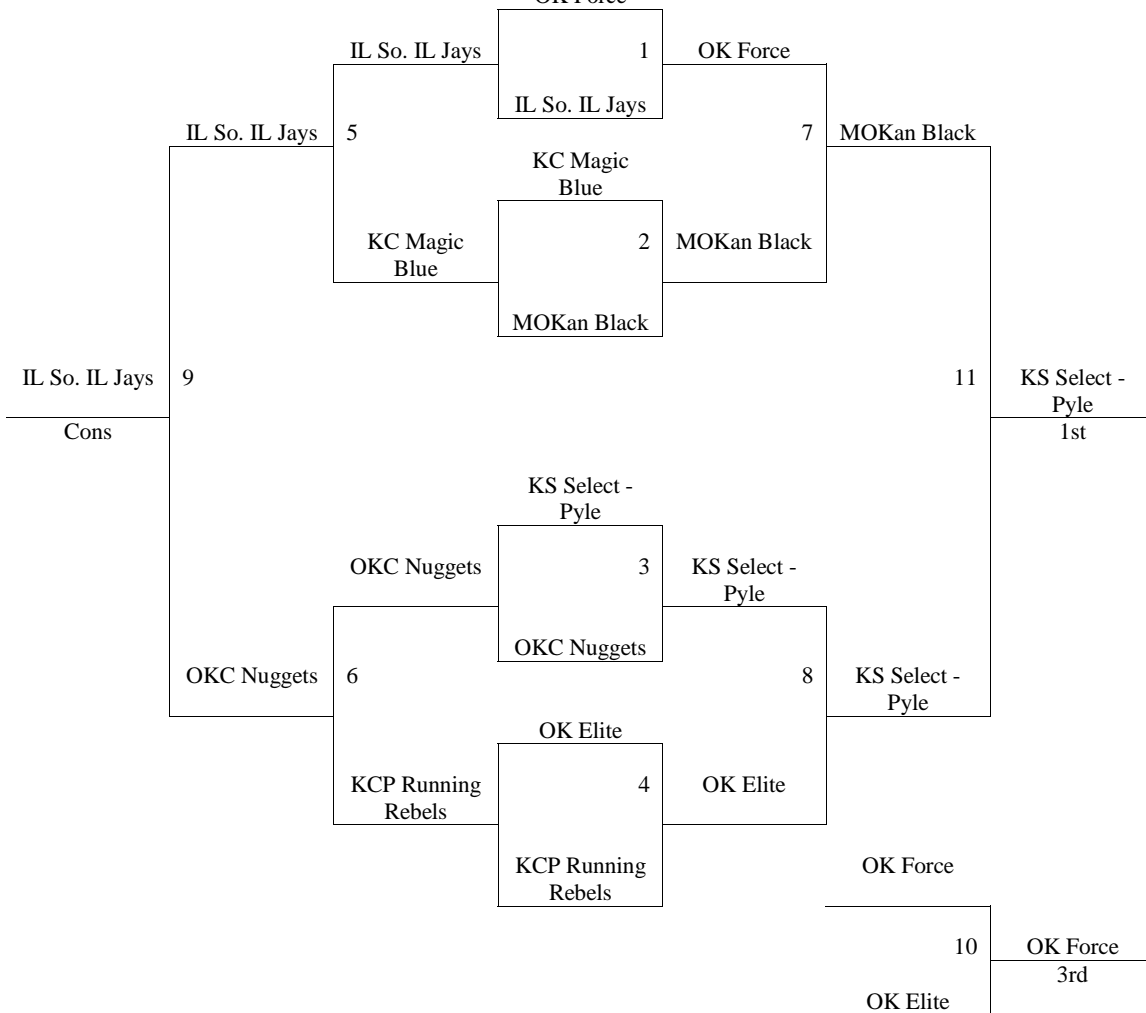 OK Force
IL So. IL Jays 1 OK Force
IL So. IL Jays
IL So. IL Jays 5 7 MOKan Black
KC Magic
Blue
KC Magic 2 MOKan Black
Blue
MOKan Black
IL So. IL Jays 9 11 KS Select -
Pyle
Cons 1st
KS Select -
Pyle
OKC Nuggets 3 KS Select -
Pyle
OKC Nuggets
OKC Nuggets 6 8 KS Select -
Pyle
OK Elite
KCP Running 4 OK Elite
Rebels
KCP Running OK Force
Rebels
10 OK Force
3rd
OK Elite